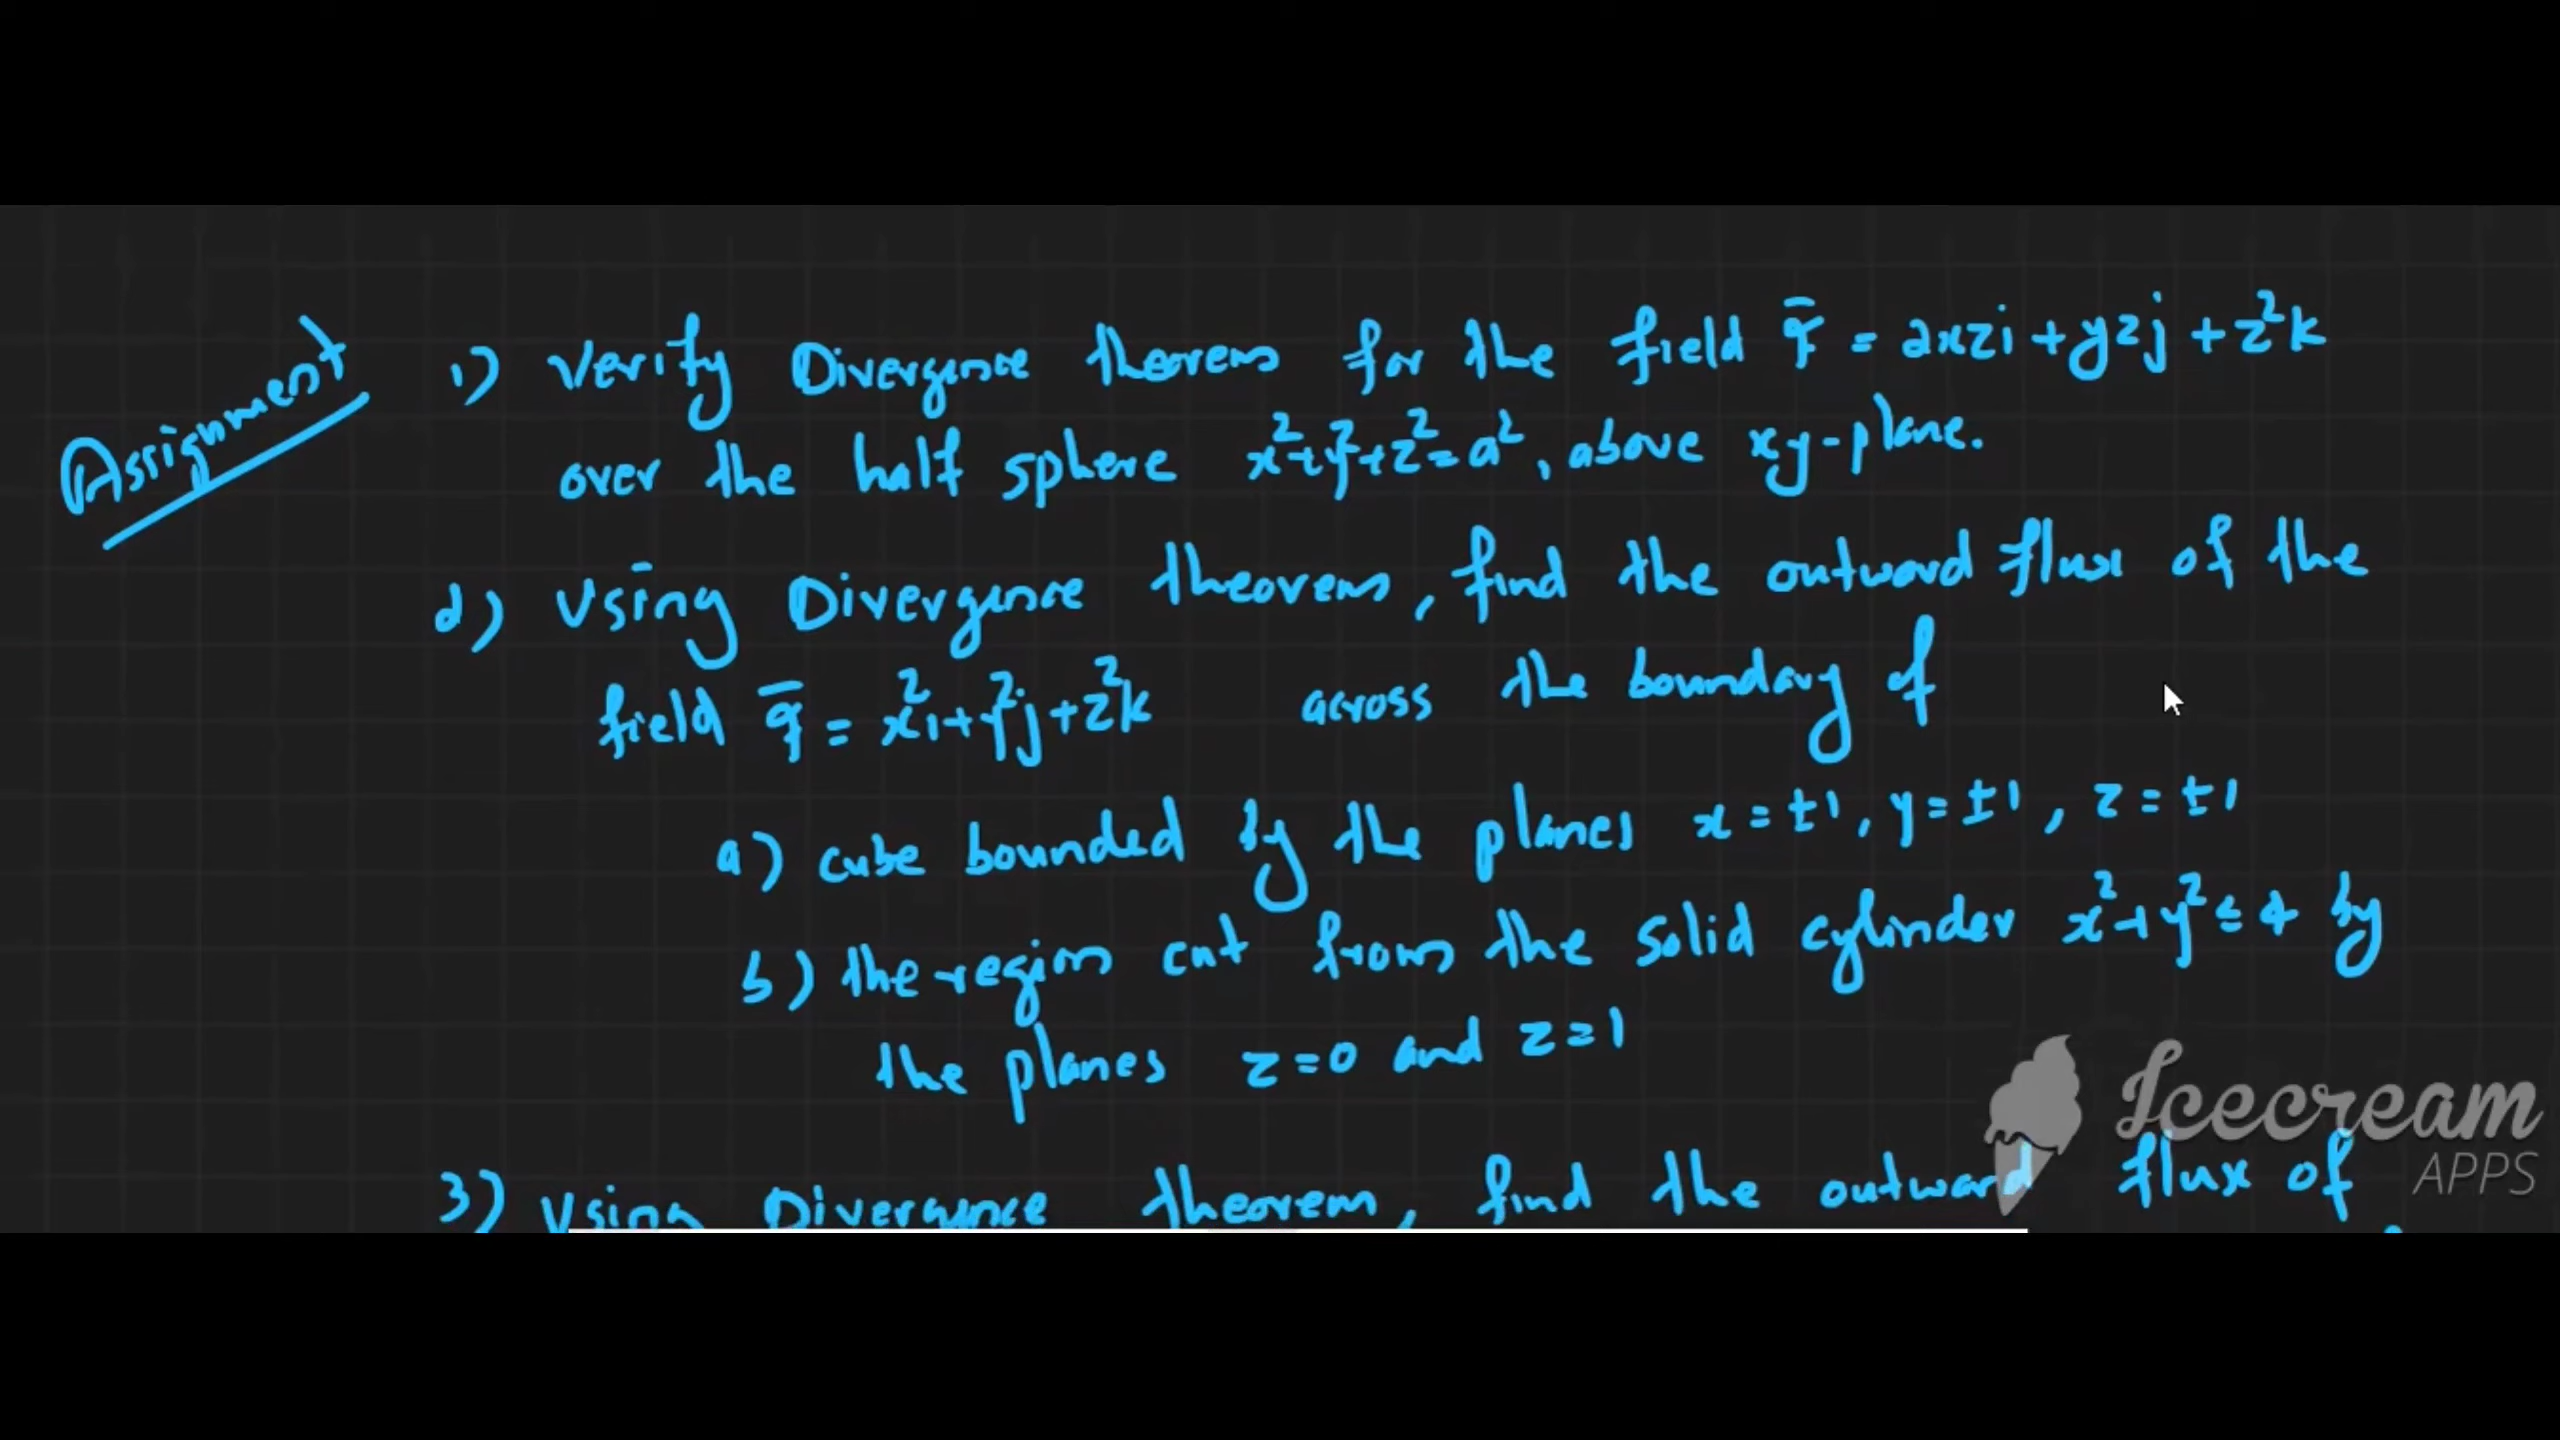 Assignment
1) Verify Divergence theorem for the field q̄ = 2xzi + yzj + z²k
over the half sphere x²+y²+z²=a², above xy-plane.
2) Using Divergence theorem, find the outward flux of the
field q̄ = x²i+y²j+z²k across the boundary of
a) cube bounded by the planes x = ±1, y = ±1, z = ±1
b) the region cut from the solid cylinder x²+y² ≤ 4 by
the planes z=0 and z=1
Icecream
APPS
3) Using Divergence theorem, find the outward flux of